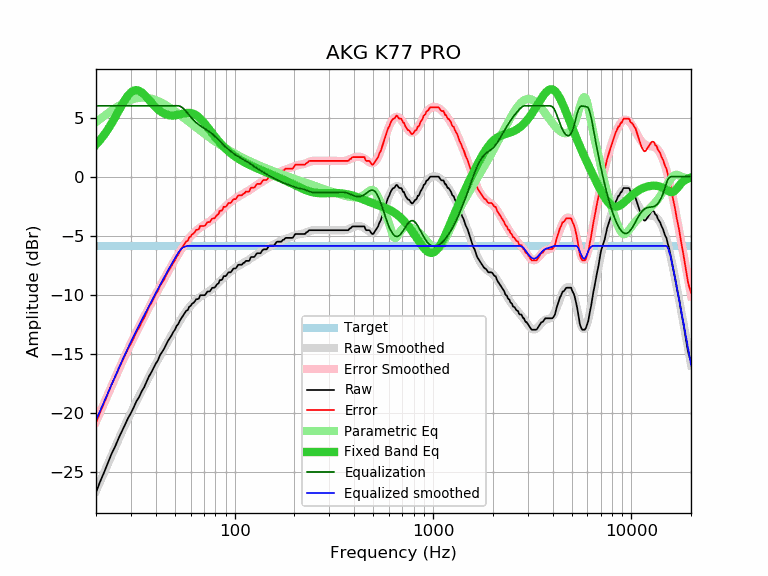 AKG K77 PRO
Amplitude (dBr)
5
0
−5
−10
−15
−20
−25
Target
Raw Smoothed
Error Smoothed
Raw
Error
Parametric Eq
Fixed Band Eq
Equalization
Equalized smoothed
100
1000
10000
Frequency (Hz)